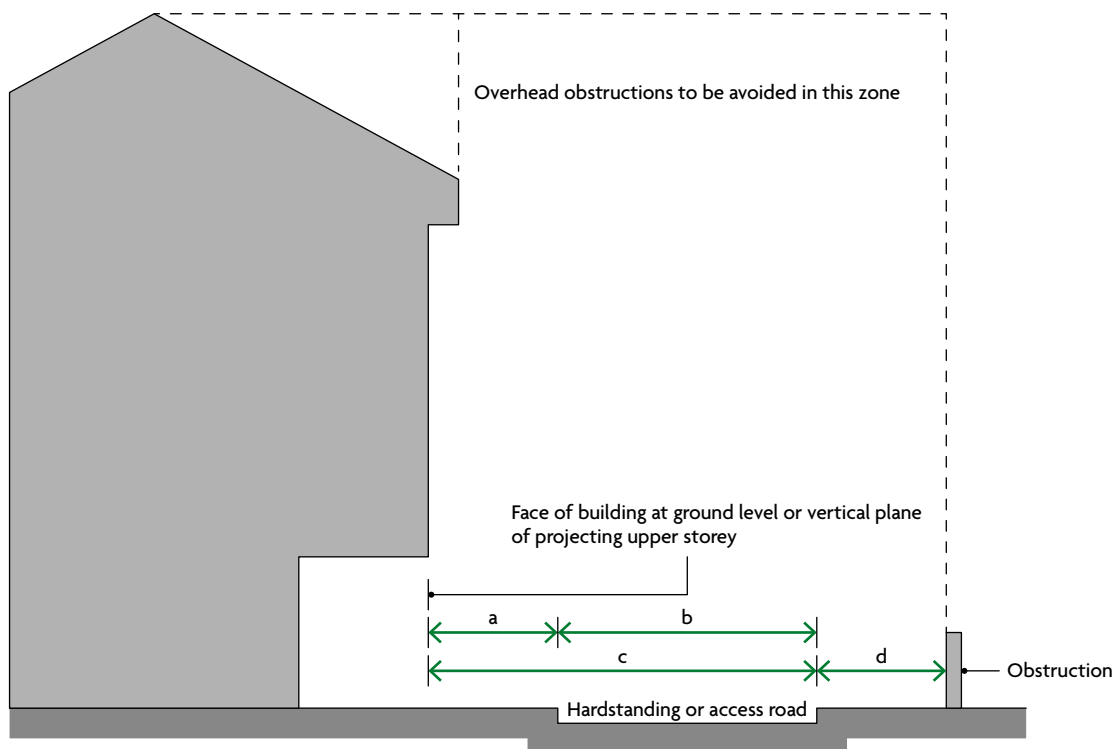 Overhead obstructions to be avoided in this zone
Face of building at ground level or vertical plane
of projecting upper storey
a
b
c
d
Obstruction
Hardstanding or access road